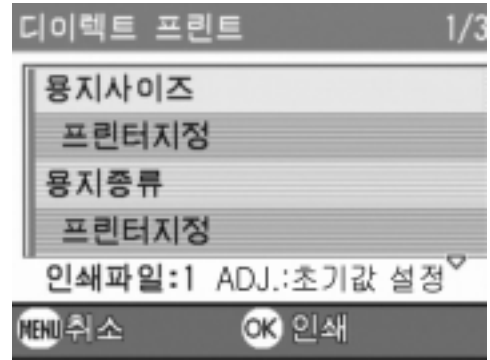 디이렉트 프린트 1/3
용지사이즈
프린터지정
용지종류
프린터지정
인쇄파일:1 ADJ.:초기값 설정
MENU 취소 OK 인쇄